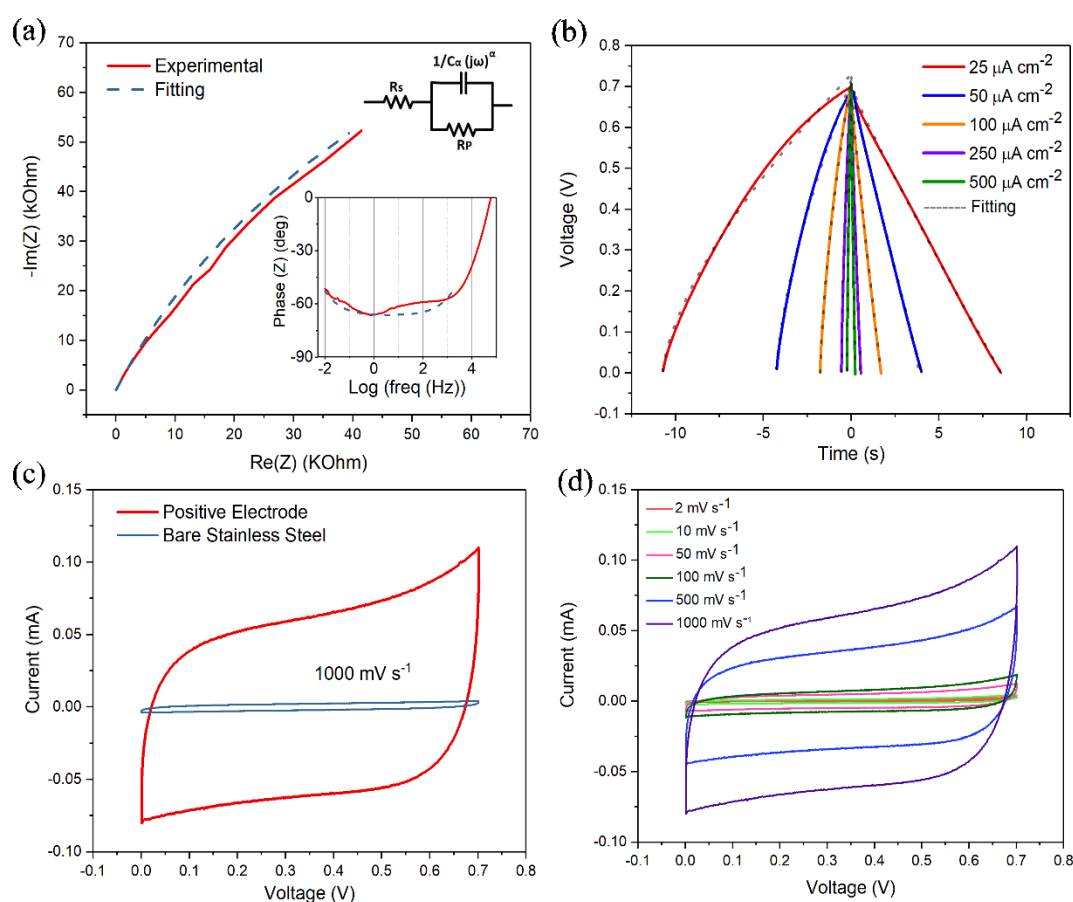 (a)
70
60
50
40
30
20
10
0
-Im(Z) (kOhm)
Experimental
Fitting
1/Cα (jω)^α
Rs
RP
0
-30
-60
-90
Phase (Z) (deg)
-2 0 2 4
Log (freq (Hz))
0 10 20 30 40 50 60 70
Re(Z) (KOhm)
(b)
0.8
0.7
0.6
0.5
0.4
0.3
0.2
0.1
0.0
-0.1
Voltage (V)
25 μA cm⁻²
50 μA cm⁻²
100 μA cm⁻²
250 μA cm⁻²
500 μA cm⁻²
Fitting
-10 -5 0 5 10
Time (s)
(c)
0.15
0.10
0.05
0.00
-0.05
-0.10
Current (mA)
Positive Electrode
Bare Stainless Steel
1000 mV s⁻¹
-0.1 0.0 0.1 0.2 0.3 0.4 0.5 0.6 0.7 0.8
Voltage (V)
(d)
0.15
0.10
0.05
0.00
-0.05
-0.10
Current (mA)
2 mV s⁻¹
10 mV s⁻¹
50 mV s⁻¹
100 mV s⁻¹
500 mV s⁻¹
1000 mV s⁻¹
-0.1 0.0 0.1 0.2 0.3 0.4 0.5 0.6 0.7 0.8
Voltage (V)